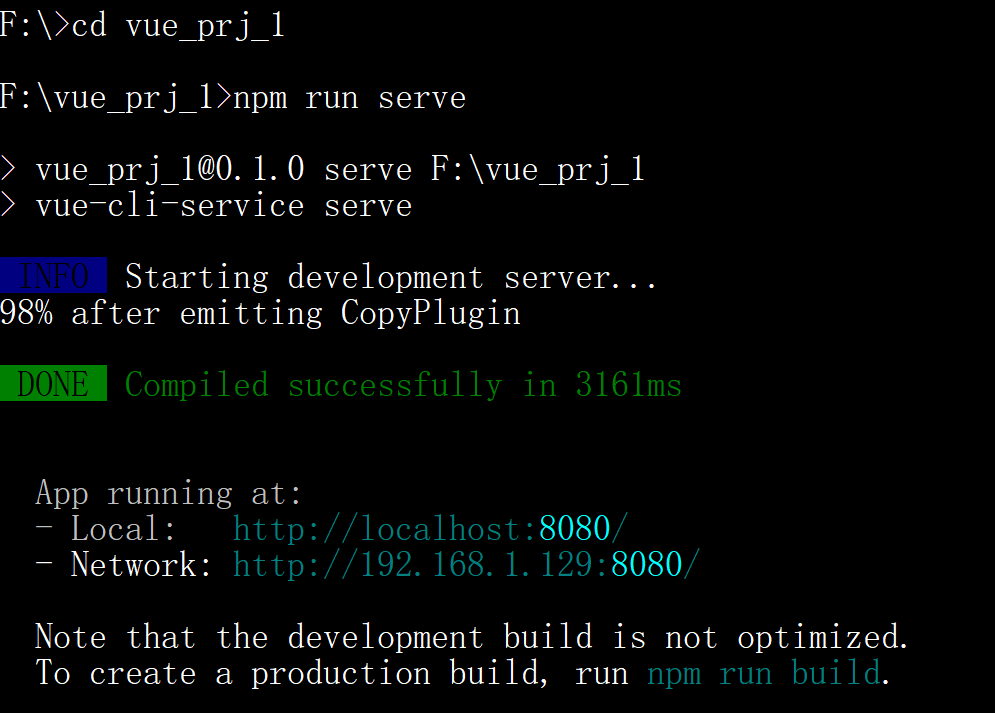 F:\>cd vue_prj_1
F:\vue_prj_1>npm run serve
> vue_prj_1@0.1.0 serve F:\vue_prj_1
> vue-cli-service serve
INFO Starting development server...
98% after emitting CopyPlugin
DONE Compiled successfully in 3161ms
App running at:
- Local: http://localhost:8080/
- Network: http://192.168.1.129:8080/
Note that the development build is not optimized.
To create a production build, run npm run build.